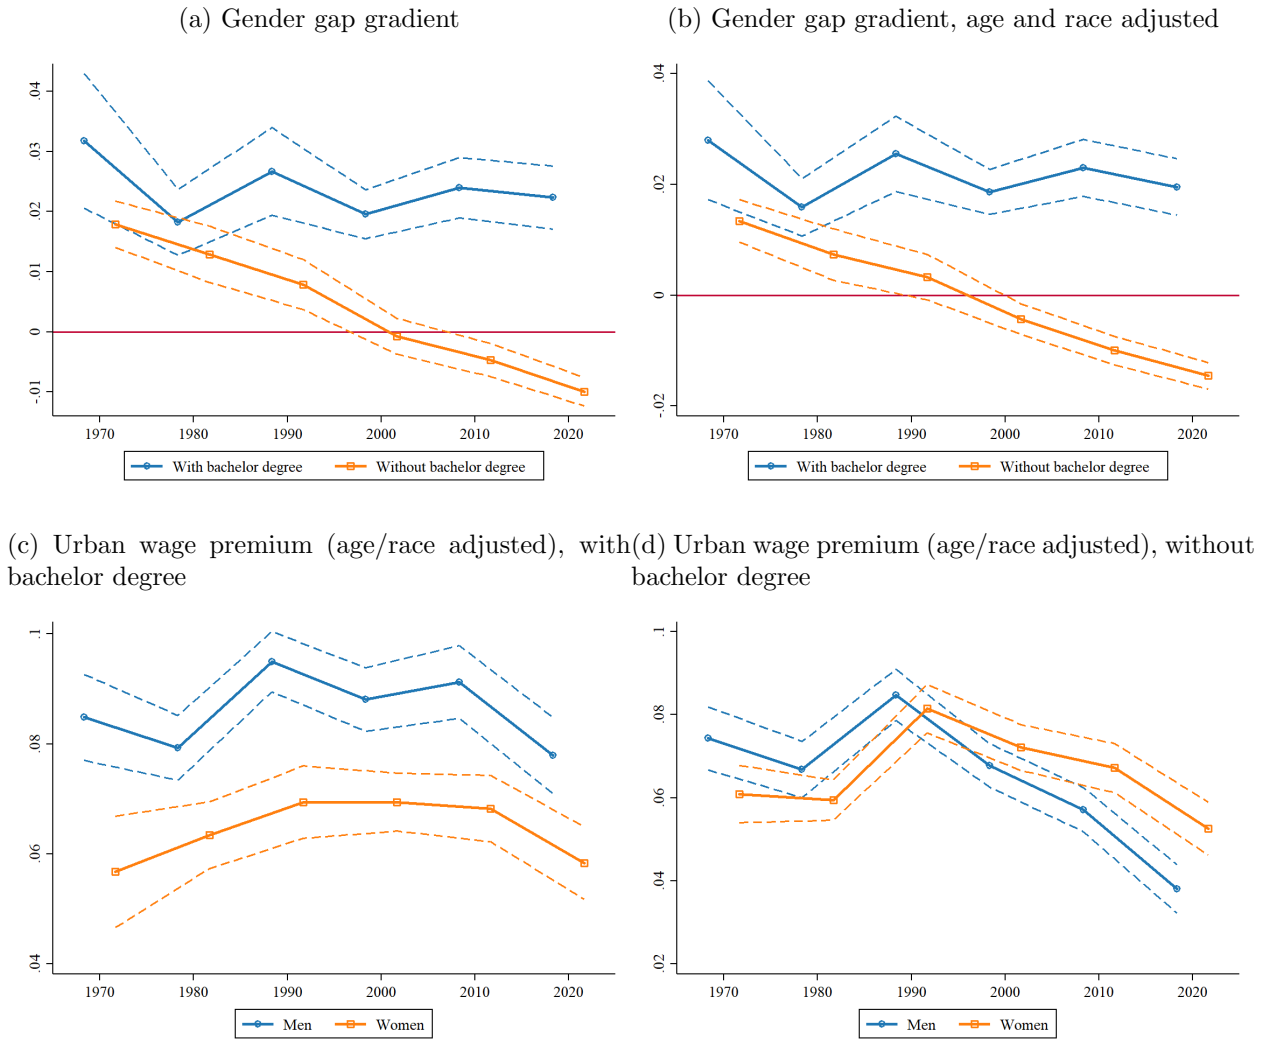 (a) Gender gap gradient
.04
.03
.02
.01
0
-.01
1970 1980 1990 2000 2010 2020
With bachelor degree Without bachelor degree
(b) Gender gap gradient, age and race adjusted
.04
.02
0
-.02
1970 1980 1990 2000 2010 2020
With bachelor degree Without bachelor degree
(c) Urban wage premium (age/race adjusted), with
bachelor degree
.1
.08
.06
.04
1970 1980 1990 2000 2010 2020
Men Women
(d) Urban wage premium (age/race adjusted), without
bachelor degree
.1
.08
.06
.04
.02
1970 1980 1990 2000 2010 2020
Men Women